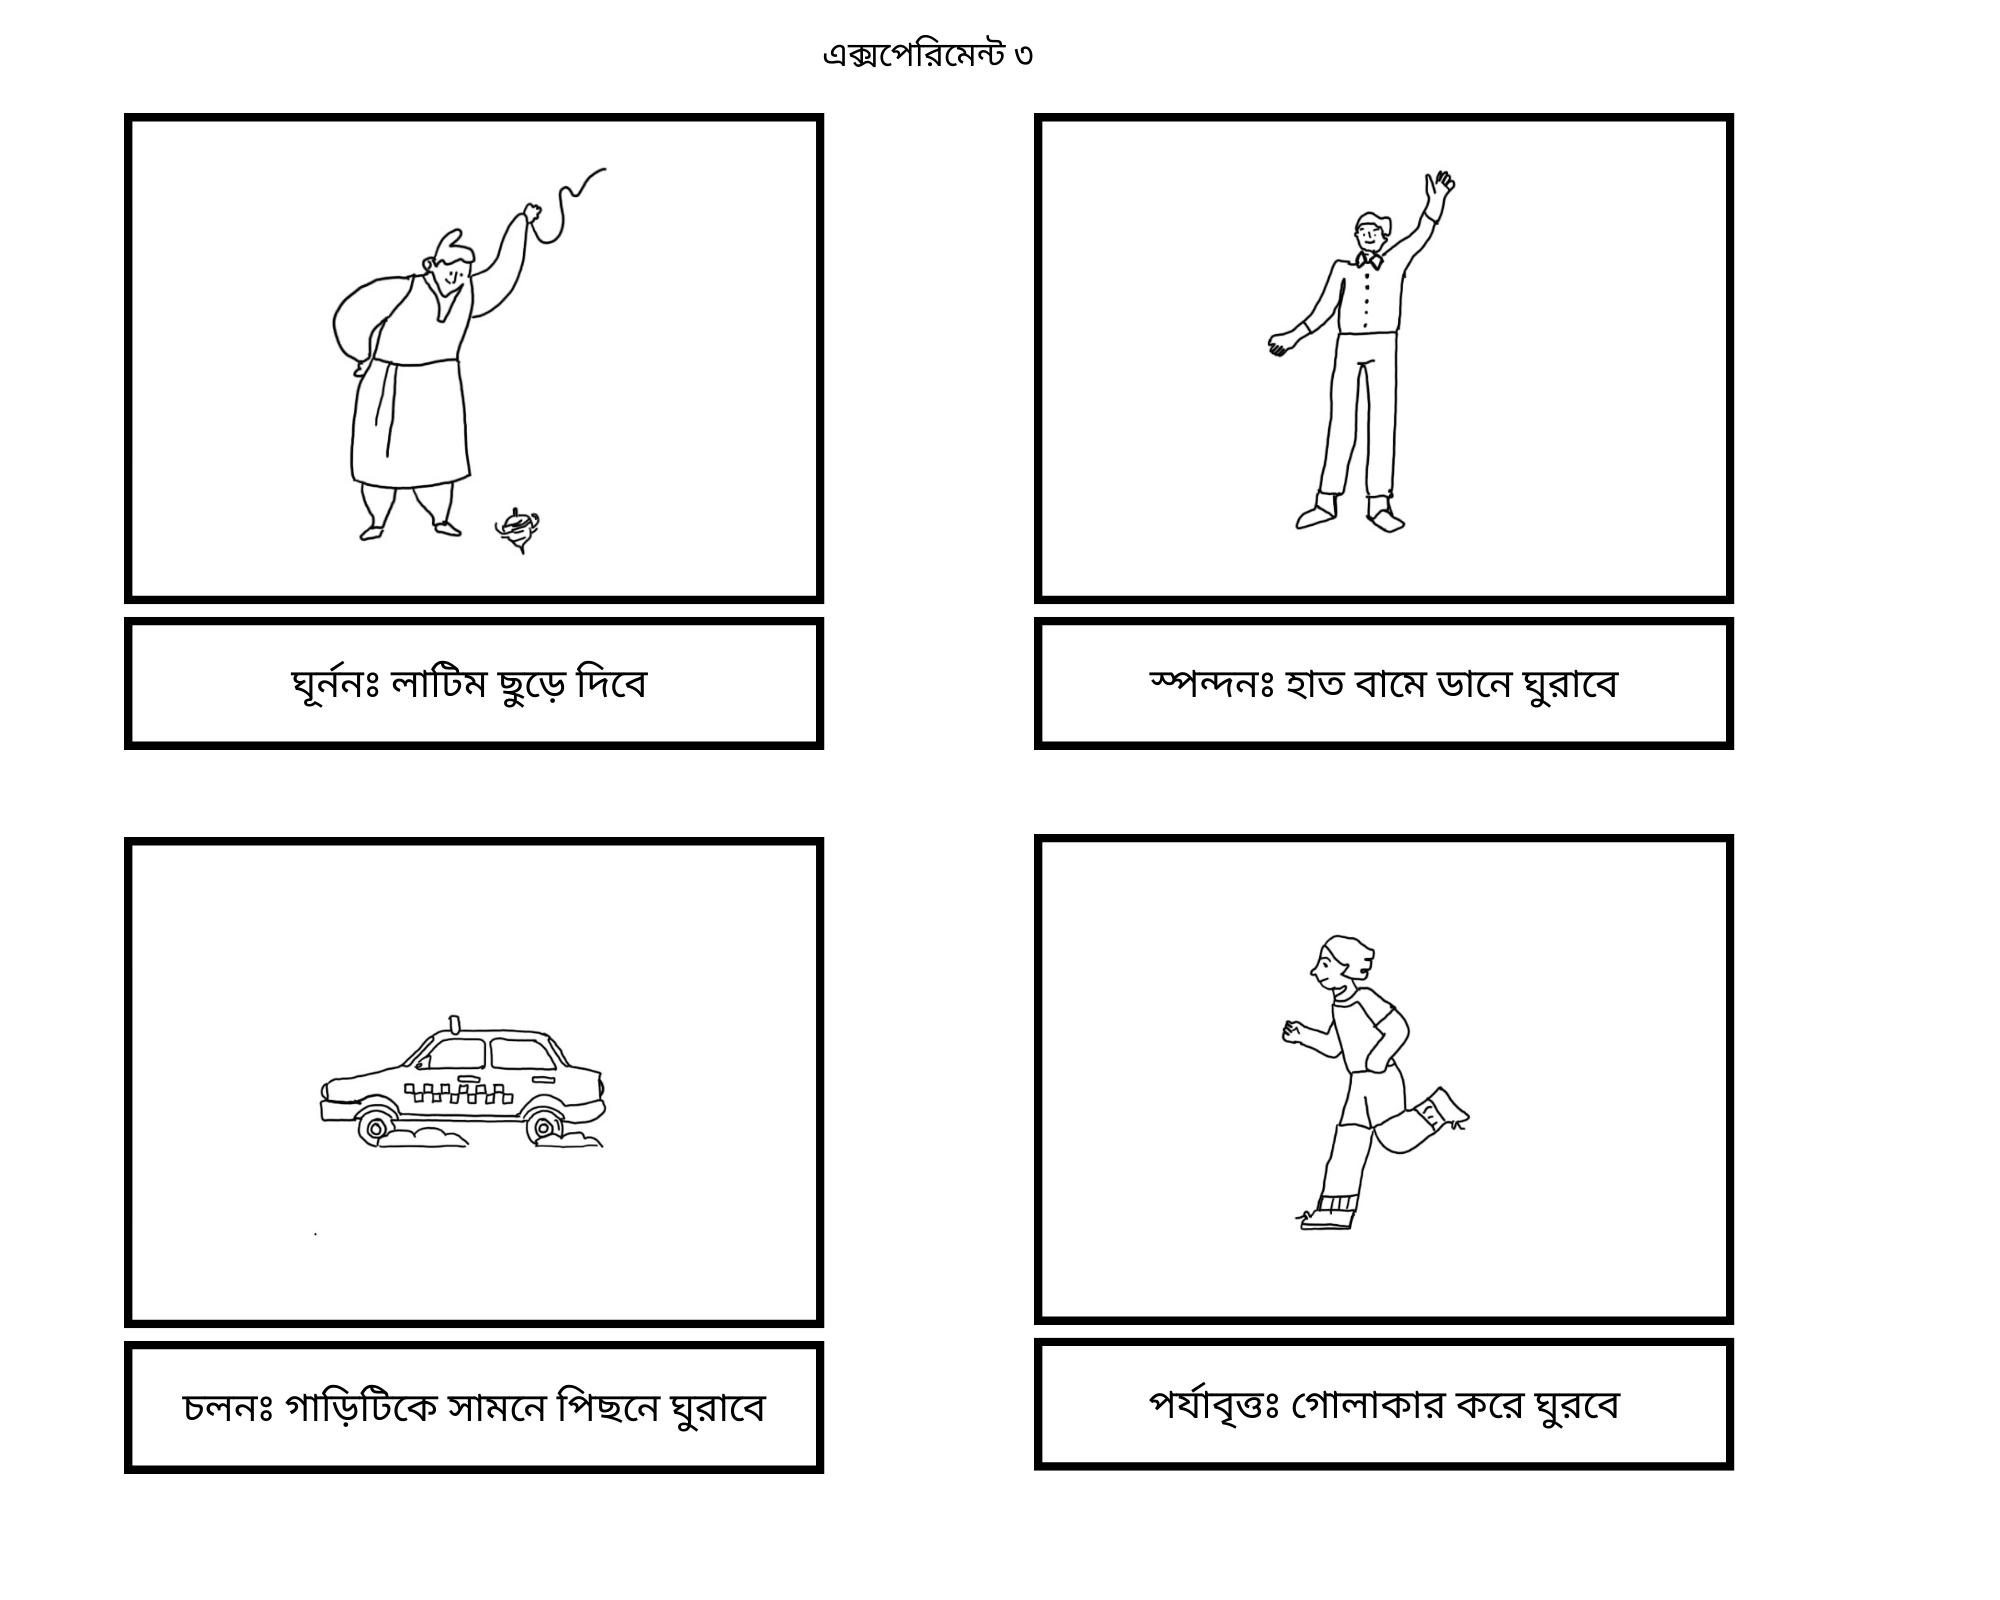 এক্সপেরিমেন্ট ৩
ঘূর্ননঃ লাটিম ছুড়ে দিবে
স্পন্দনঃ হাত বামে ডানে ঘুরাবে
চলনঃ গাড়িটিকে সামনে পিছনে ঘুরাবে
পর্যাবৃত্তঃ গোলাকার করে ঘুরবে